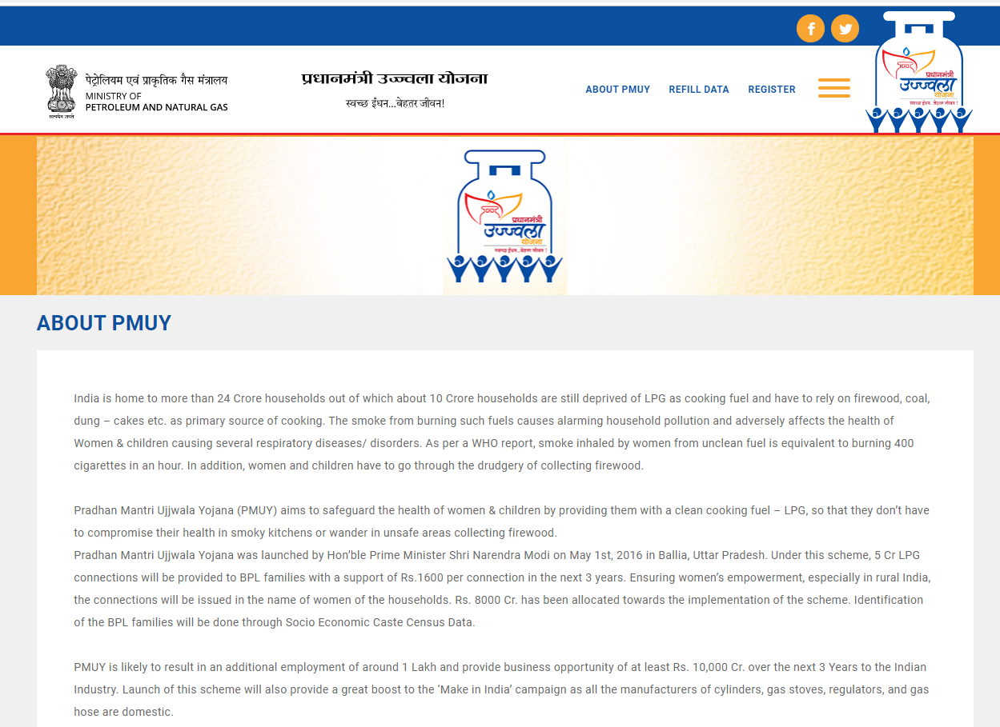 पेट्रोलियम एवं प्राकृतिक गैस मंत्रालय
MINISTRY OF
PETROLEUM AND NATURAL GAS
सत्यमेव जयते
प्रधानमंत्री उज्ज्वला योजना
स्वच्छ ईंधन...बेहतर जीवन!
ABOUT PMUY
REFILL DATA
REGISTER
प्रधानमंत्री
उज्ज्वला
योजना
स्वच्छ ईंधन..बेहतर जीवन !
प्रधानमंत्री
उज्ज्वला
योजना
स्वच्छ ईंधन..बेहतर जीवन !
ABOUT PMUY
India is home to more than 24 Crore households out of which about 10 Crore households are still deprived of LPG as cooking fuel and have to rely on firewood, coal,
dung – cakes etc. as primary source of cooking. The smoke from burning such fuels causes alarming household pollution and adversely affects the health of
Women & children causing several respiratory diseases/ disorders. As per a WHO report, smoke inhaled by women from unclean fuel is equivalent to burning 400
cigarettes in an hour. In addition, women and children have to go through the drudgery of collecting firewood.
Pradhan Mantri Ujjwala Yojana (PMUY) aims to safeguard the health of women & children by providing them with a clean cooking fuel – LPG, so that they don’t have
to compromise their health in smoky kitchens or wander in unsafe areas collecting firewood.
Pradhan Mantri Ujjwala Yojana was launched by Hon’ble Prime Minister Shri Narendra Modi on May 1st, 2016 in Ballia, Uttar Pradesh. Under this scheme, 5 Cr LPG
connections will be provided to BPL families with a support of Rs.1600 per connection in the next 3 years. Ensuring women’s empowerment, especially in rural India,
the connections will be issued in the name of women of the households. Rs. 8000 Cr. has been allocated towards the implementation of the scheme. Identification
of the BPL families will be done through Socio Economic Caste Census Data.
PMUY is likely to result in an additional employment of around 1 Lakh and provide business opportunity of at least Rs. 10,000 Cr. over the next 3 Years to the Indian
Industry. Launch of this scheme will also provide a great boost to the ‘Make in India’ campaign as all the manufacturers of cylinders, gas stoves, regulators, and gas
hose are domestic.